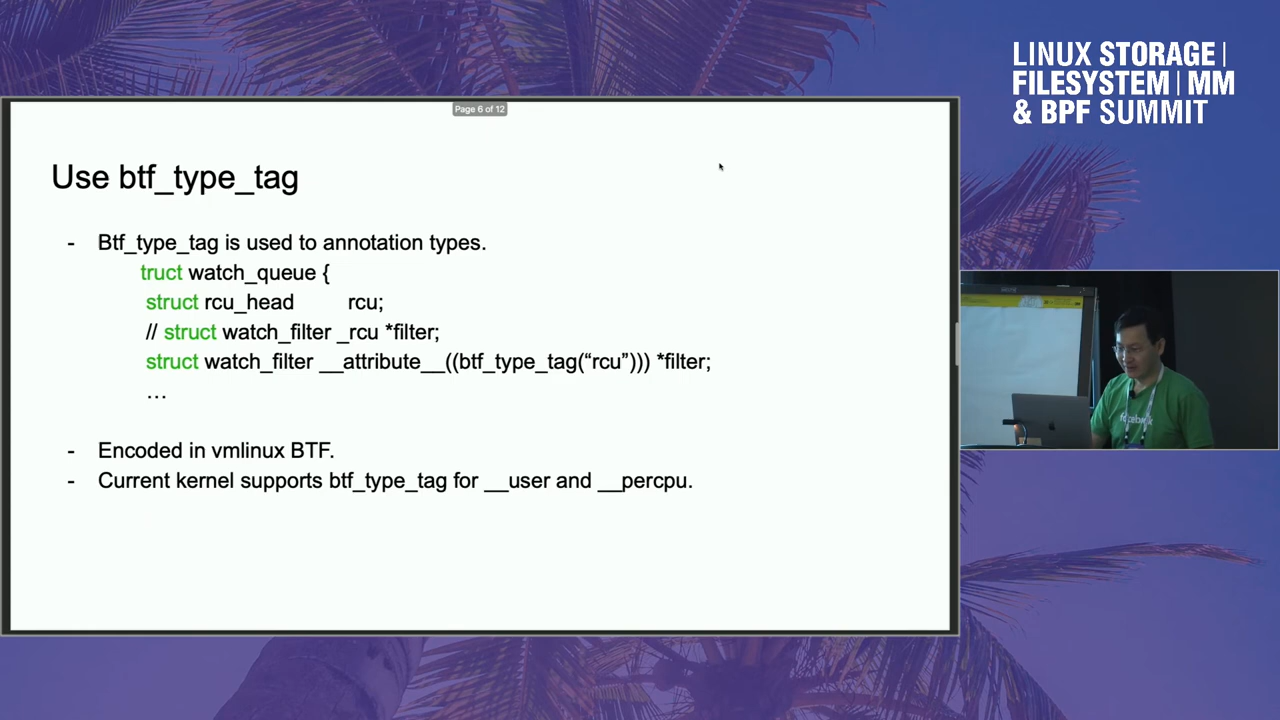 LINUX STORAGE |
FILESYSTEM | MM
& BPF SUMMIT
Page 6 of 12
Use btf_type_tag
- Btf_type_tag is used to annotation types.
truct watch_queue {
struct rcu_head rcu;
// struct watch_filter _rcu *filter;
struct watch_filter __attribute__((btf_type_tag(“rcu”))) *filter;
…
- Encoded in vmlinux BTF.
- Current kernel supports btf_type_tag for __user and __percpu.
facebook